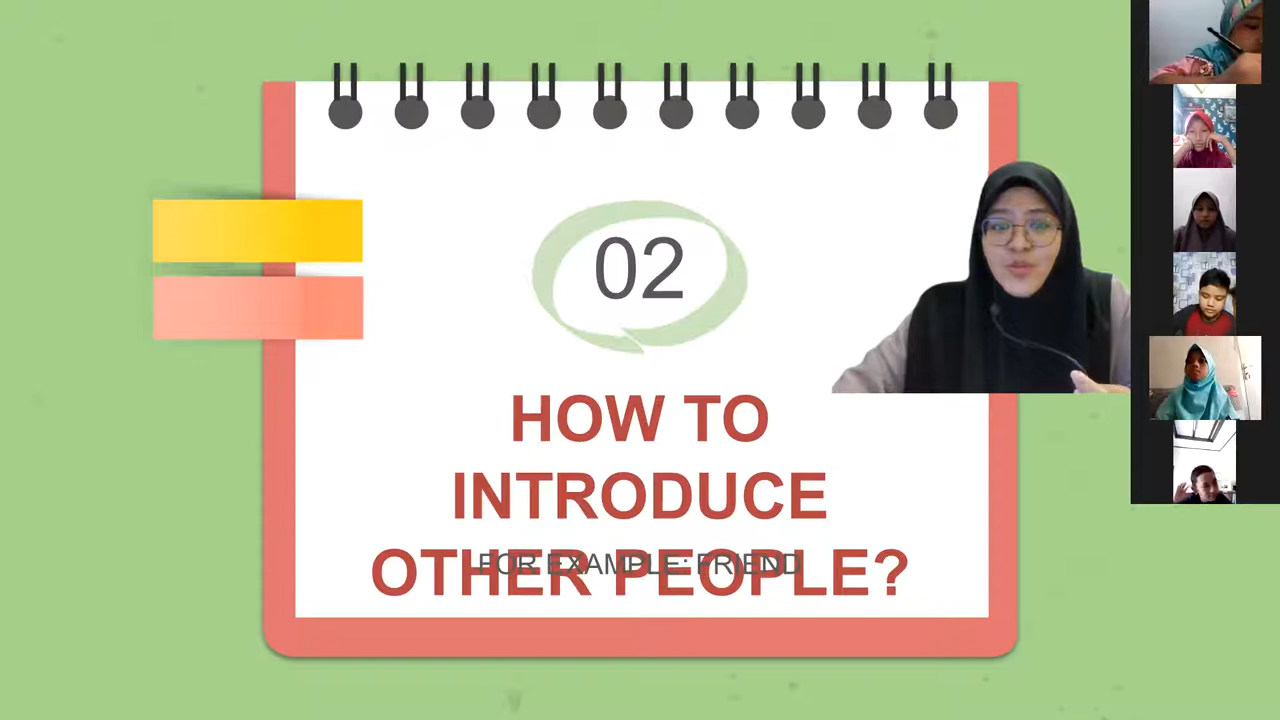 02
HOW TO
INTRODUCE
OTHER PEOPLE?
FOR EXAMPLE: FRIEND